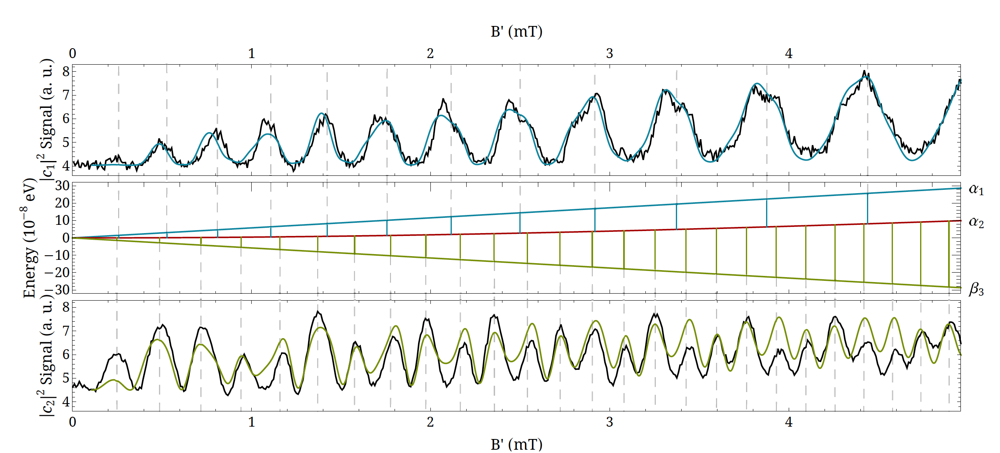 B' (mT)
0 1 2 3 4
|c₁|² Signal (a. u.)
8
7
6
5
4
Energy (10⁻⁸ eV)
30
20
10
0
−10
−20
−30
α₁
α₂
β₃
|c₂|² Signal (a. u.)
8
7
6
5
4
0 1 2 3 4
B' (mT)